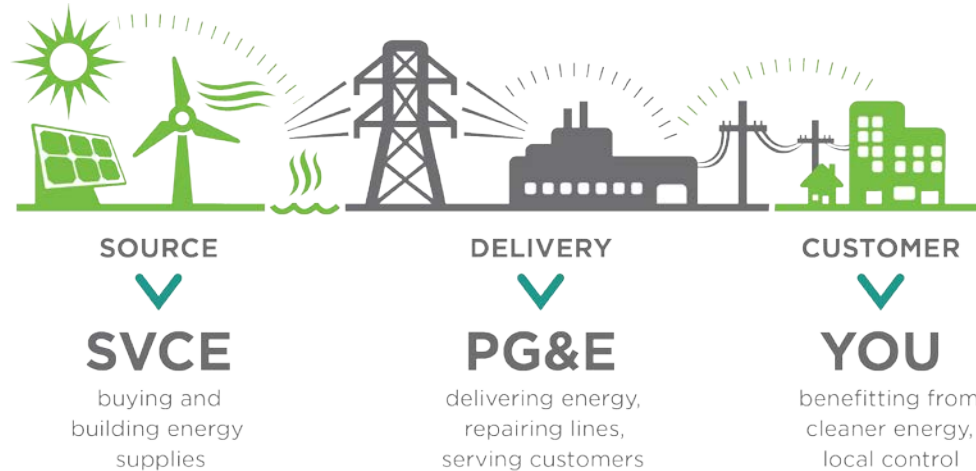 SOURCE
DELIVERY
CUSTOMER
SVCE
PG&E
YOU
buying and
building energy
supplies
delivering energy,
repairing lines,
serving customers
benefitting from
cleaner energy,
local control